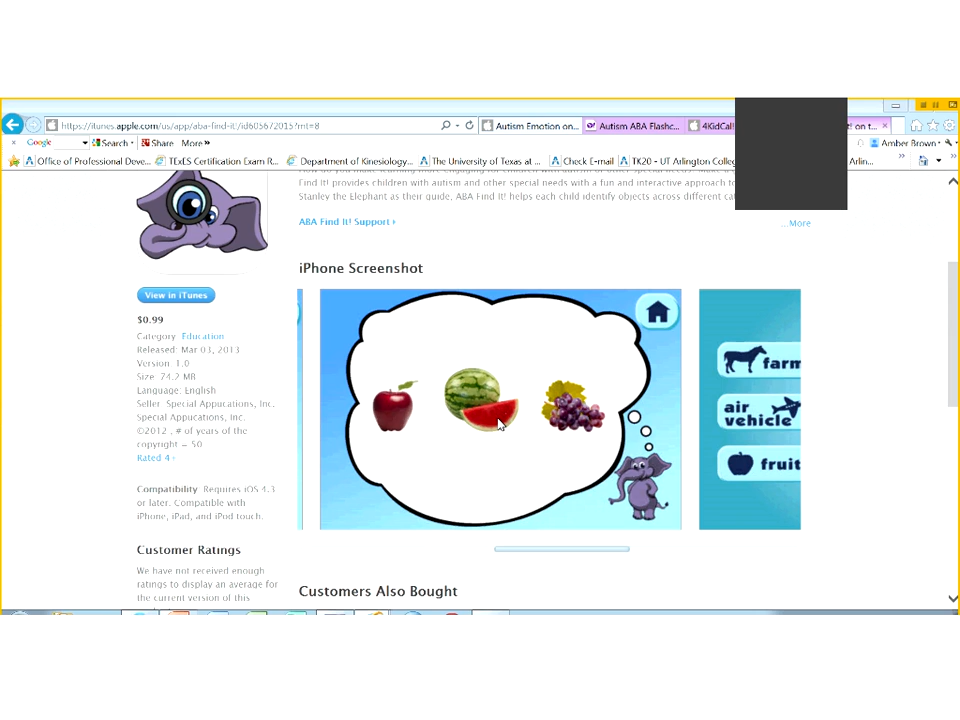 https://itunes.apple.com/us/app/aba-find-it!/id605672015?mt=8
Autism Emotion on...
Autism ABA Flashc...
4KidCal
! on t...
x Google Search Share More »
Amber Brown
Office of Professional Deve...
TExES Certification Exam R...
Department of Kinesiology...
The University of Texas at ...
Check E-mail
TK20 - UT Arlington Colleg
Arlin...
Find It! provides children with autism and other special needs with a fun and interactive approach to
Stanley the Elephant as their guide, ABA Find It! helps each child identify objects across different cat
ABA Find It! Support
...More
iPhone Screenshot
View in iTunes
$0.99
Category: Education
Released: Mar 03, 2013
Version: 1.0
Size: 74.2 MB
Language: English
Seller: Special Appucations, Inc.
Special Appucations, Inc.
©2012 , # of years of the
copyright = 50
Rated 4+
Compatibility: Requires iOS 4.3
or later. Compatible with
iPhone, iPad, and iPod touch.
farm
air
vehicle
fruit
Customer Ratings
We have not received enough
ratings to display an average for
the current version of this
Customers Also Bought